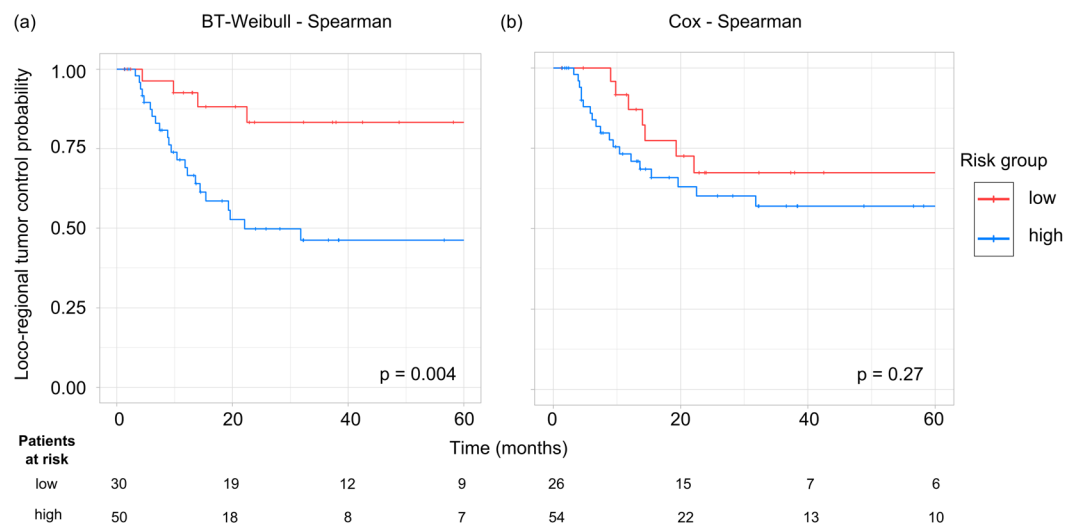 (a) BT-Weibull - Spearman (b) Cox - Spearman
Loco-regional tumor control probability
1.00
0.75
0.50
0.25
0.00
p = 0.004
p = 0.27
Risk group
low
high
0 20 40 60 0 20 40 60
Time (months)
Patients
at risk
low 30 19 12 9 26 15 7 6
high 50 18 8 7 54 22 13 10